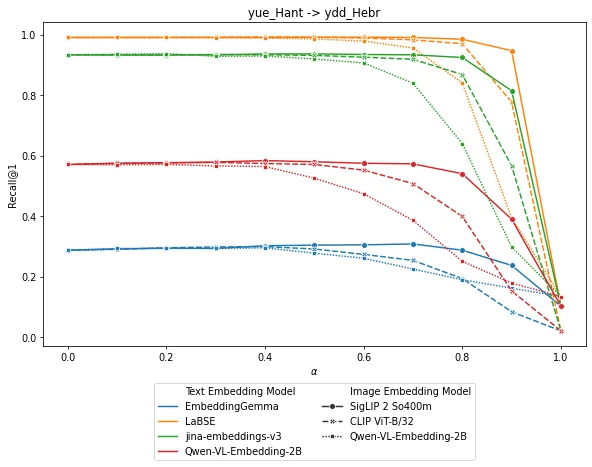 yue_Hant -> ydd_Hebr
1.0
0.8
0.6
0.4
0.2
0.0
Recall@1
0.0 0.2 0.4 0.6 0.8 1.0
α
Text Embedding Model Image Embedding Model
EmbeddingGemma SigLIP 2 So400m
LaBSE CLIP ViT-B/32
jina-embeddings-v3 Qwen-VL-Embedding-2B
Qwen-VL-Embedding-2B